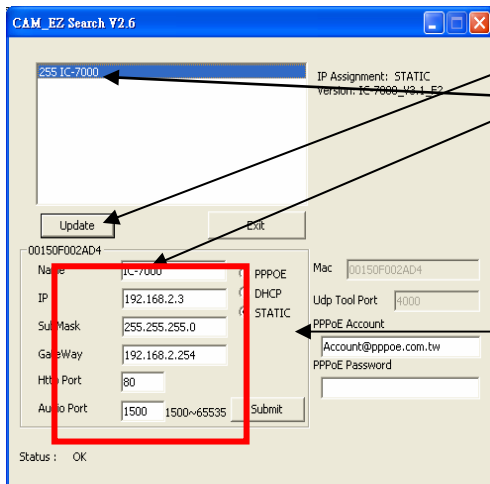 CAM_EZ Search V2.6
255 IC-7000
IP Assignment: STATIC
Version: IC-7000_V3.1_E2
Update
Exit
00150F002AD4
Name
IC-7000
PPPOE
Mac
00150F002AD4
IP
192.168.2.3
DHCP
Udp Tool Port
4000
STATIC
SubMask
255.255.255.0
PPPoE Account
GateWay
192.168.2.254
Account@pppoe.com.tw
PPPoE Password
Http Port
80
Audio Port
1500
1500~65535
Submit
Status : OK